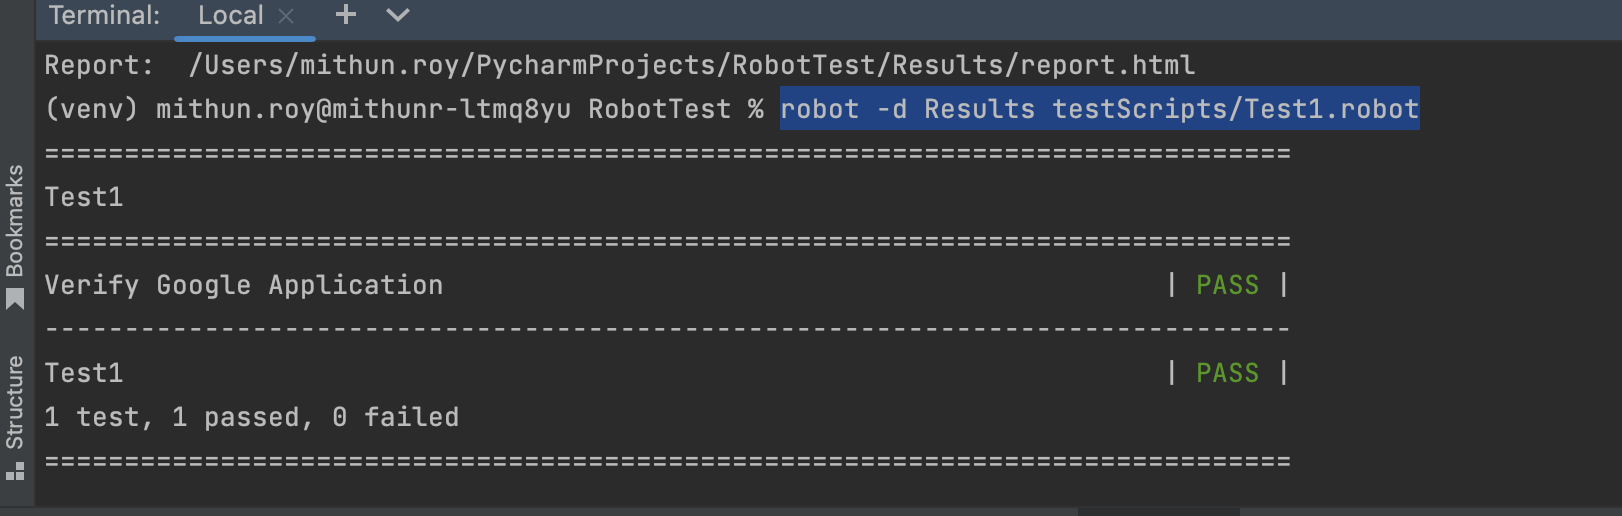 Terminal: Local
Report: /Users/mithun.roy/PycharmProjects/RobotTest/Results/report.html
(venv) mithun.roy@mithunr-ltmq8yu RobotTest % robot -d Results testScripts/Test1.robot
==============================================================================
Test1
==============================================================================
Verify Google Application | PASS |
------------------------------------------------------------------------------
Test1 | PASS |
1 test, 1 passed, 0 failed
==============================================================================
Bookmarks
Structure